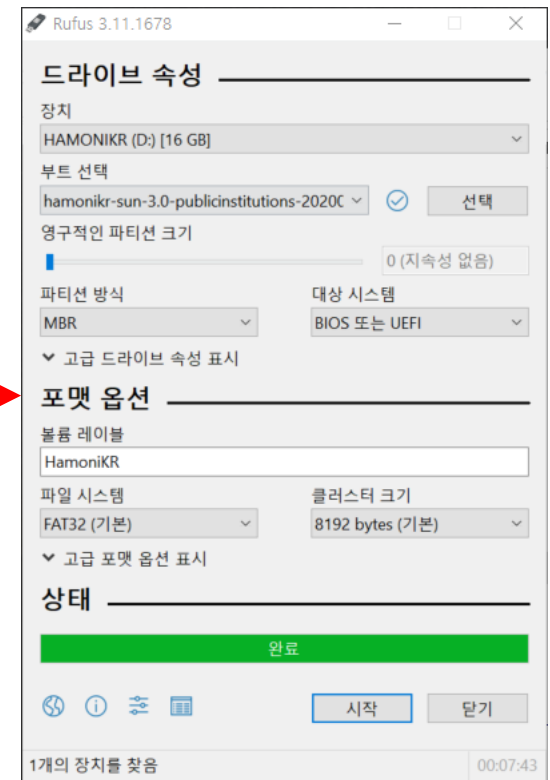 Rufus 3.11.1678
드라이브 속성
장치
HAMONIKR (D:) [16 GB]
부트 선택
hamonikr-sun-3.0-publicinstitutions-2020 선택
영구적인 파티션 크기
0 (지속성 없음)
파티션 방식 대상 시스템
MBR BIOS 또는 UEFI
고급 드라이브 속성 표시
포맷 옵션
볼륨 레이블
HamoniKR
파일 시스템 클러스터 크기
FAT32 (기본) 8192 bytes (기본)
고급 포맷 옵션 표시
상태
완료
시작 닫기
1개의 장치를 찾음 00:07:43